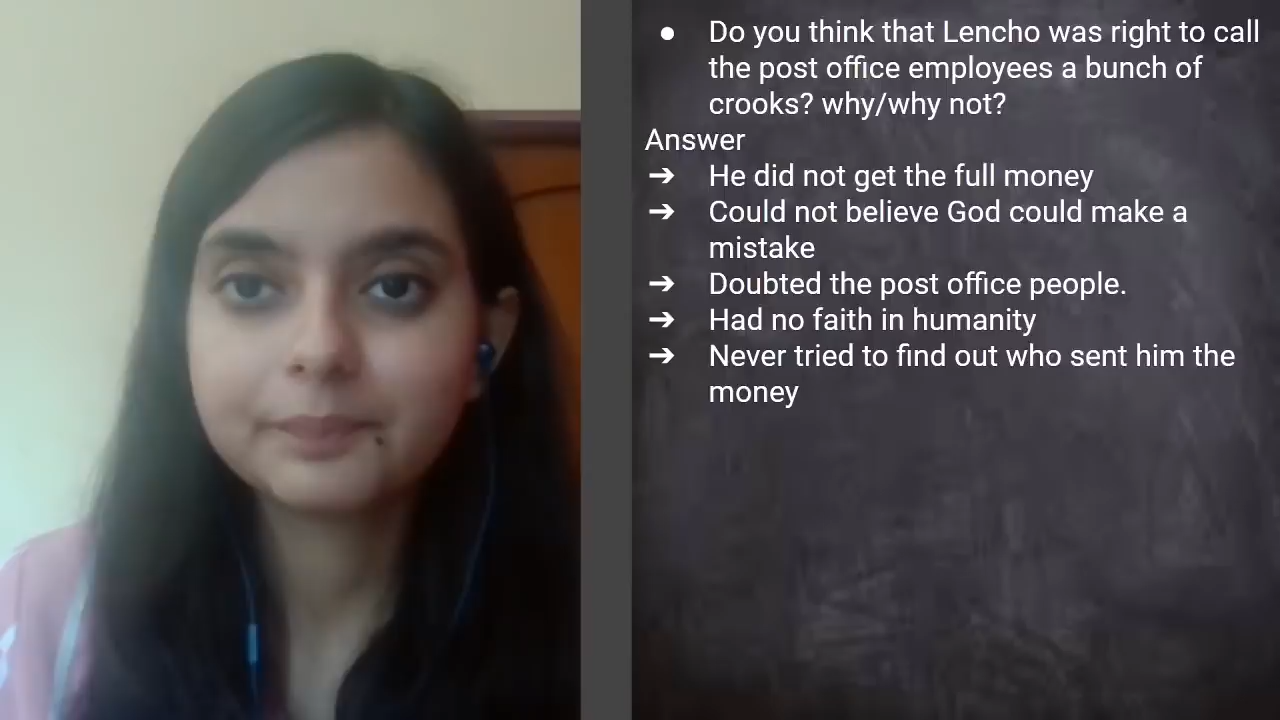 ● Do you think that Lencho was right to call
the post office employees a bunch of
crooks? why/why not?
Answer
➔ He did not get the full money
➔ Could not believe God could make a
mistake
➔ Doubted the post office people.
➔ Had no faith in humanity
➔ Never tried to find out who sent him the
money